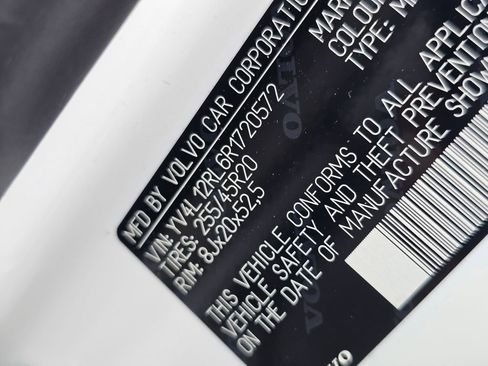 MFD BY VOLVO CAR CORPORATION
VIN: YV4L12RL6R1720572
TIRES: 255/45R20
RIM: 8Jx20x52,5
COLOU
TYPE:
THIS VEHICLE CONFORMS TO ALL APPLIC
VEHICLE SAFETY AND THEFT PREVENTION
ON THE DATE OF MANUFACTURE SHOW